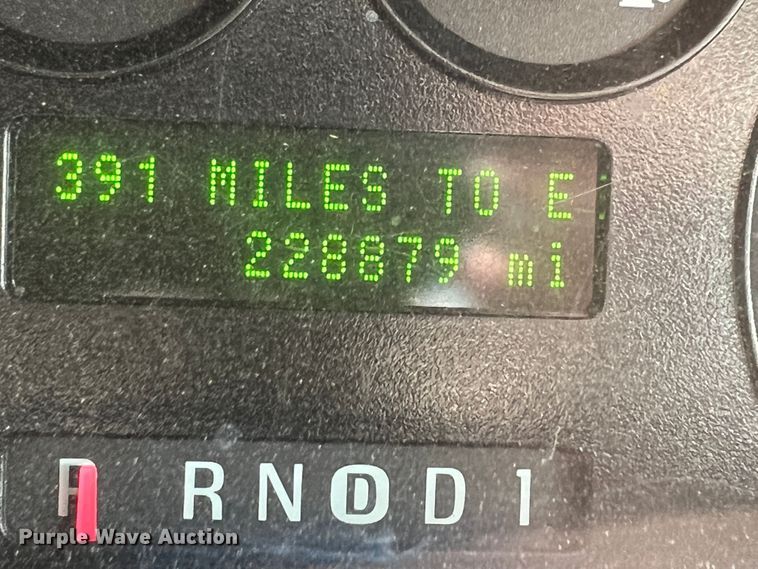 391 MILES TO E
228879 mi
P R N D D 1
Purple Wave Auction